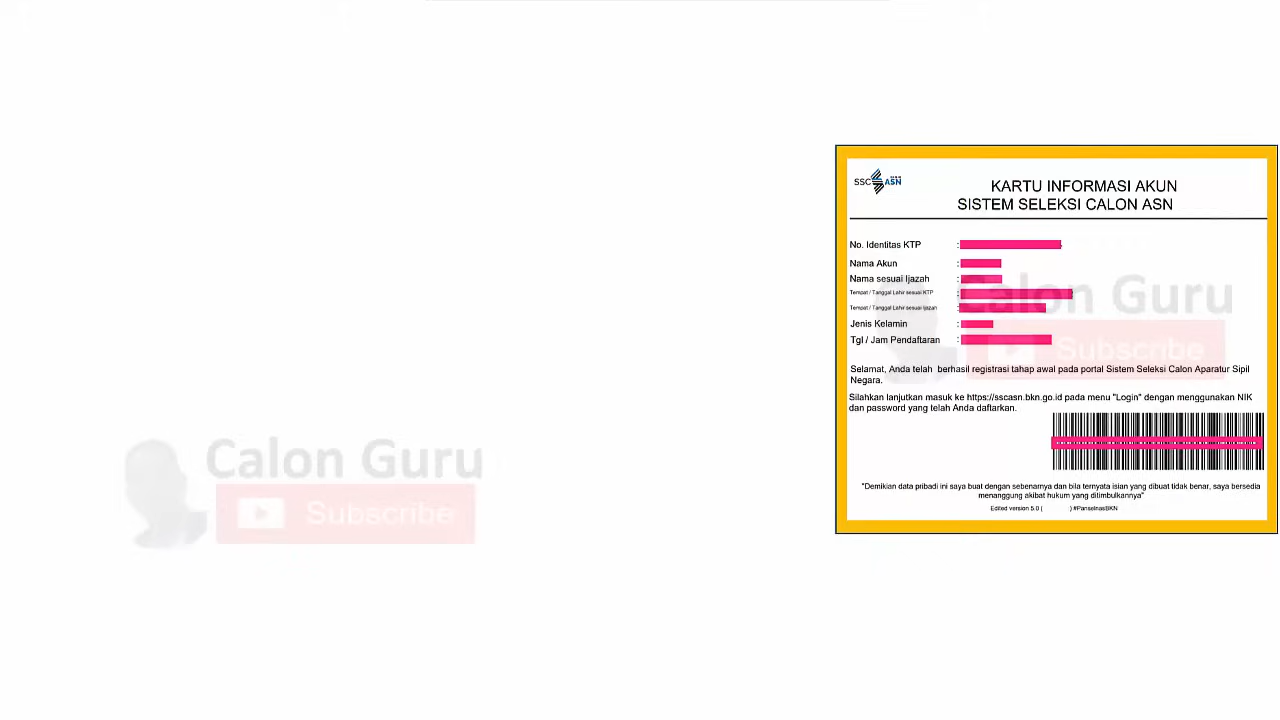 SSC ASN
KARTU INFORMASI AKUN
SISTEM SELEKSI CALON ASN
No. Identitas KTP :
Nama Akun :
Nama sesuai Ijazah :
Tempat / Tanggal Lahir sesuai KTP :
Tempat / Tanggal Lahir sesuai Ijazah :
Jenis Kelamin :
Tgl / Jam Pendaftaran :
Calon Guru
Subscribe
Selamat, Anda telah berhasil registrasi tahap awal pada portal Sistem Seleksi Calon Aparatur Sipil
Negara.
Silahkan lanjutkan masuk ke https://sscasn.bkn.go.id pada menu "Login" dengan menggunakan NIK
dan password yang telah Anda daftarkan.
"Demikian data pribadi ini saya buat dengan sebenarnya dan bila ternyata isian yang dibuat tidak benar, saya bersedia
menanggung akibat hukum yang ditimbulkannya"
Edited version 5.0 ( ) #PanselnasBKN
Calon Guru
Subscribe